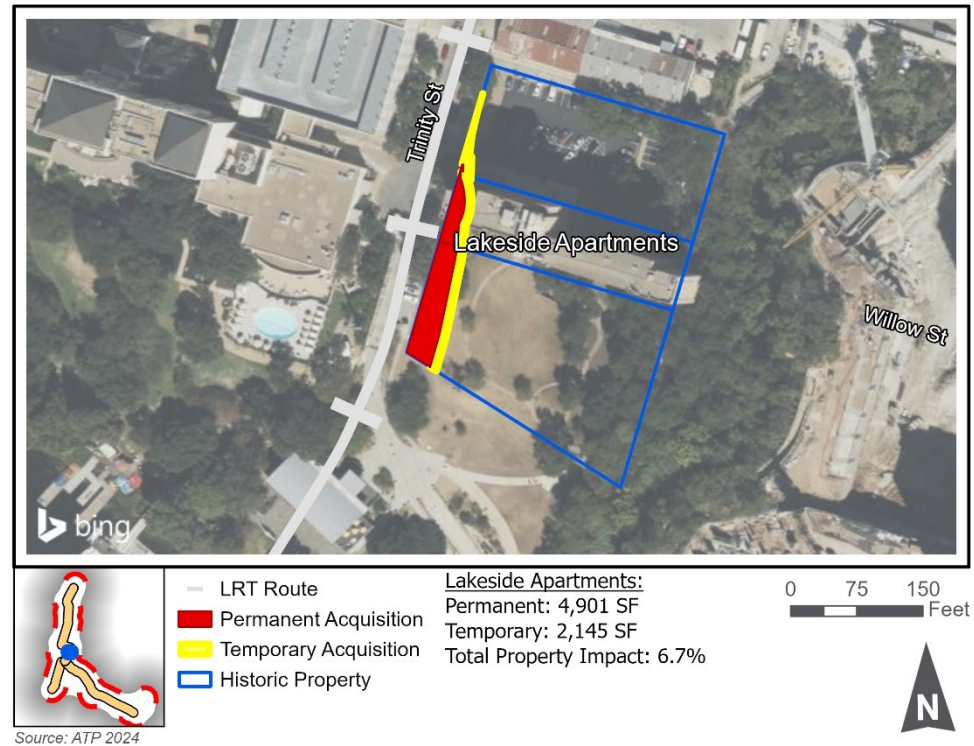 Trinity St
Lakeside Apartments
Willow St
bing
LRT Route
Permanent Acquisition
Temporary Acquisition
Historic Property
Lakeside Apartments:
Permanent: 4,901 SF
Temporary: 2,145 SF
Total Property Impact: 6.7%
0 75 150
Feet
N
Source: ATP 2024